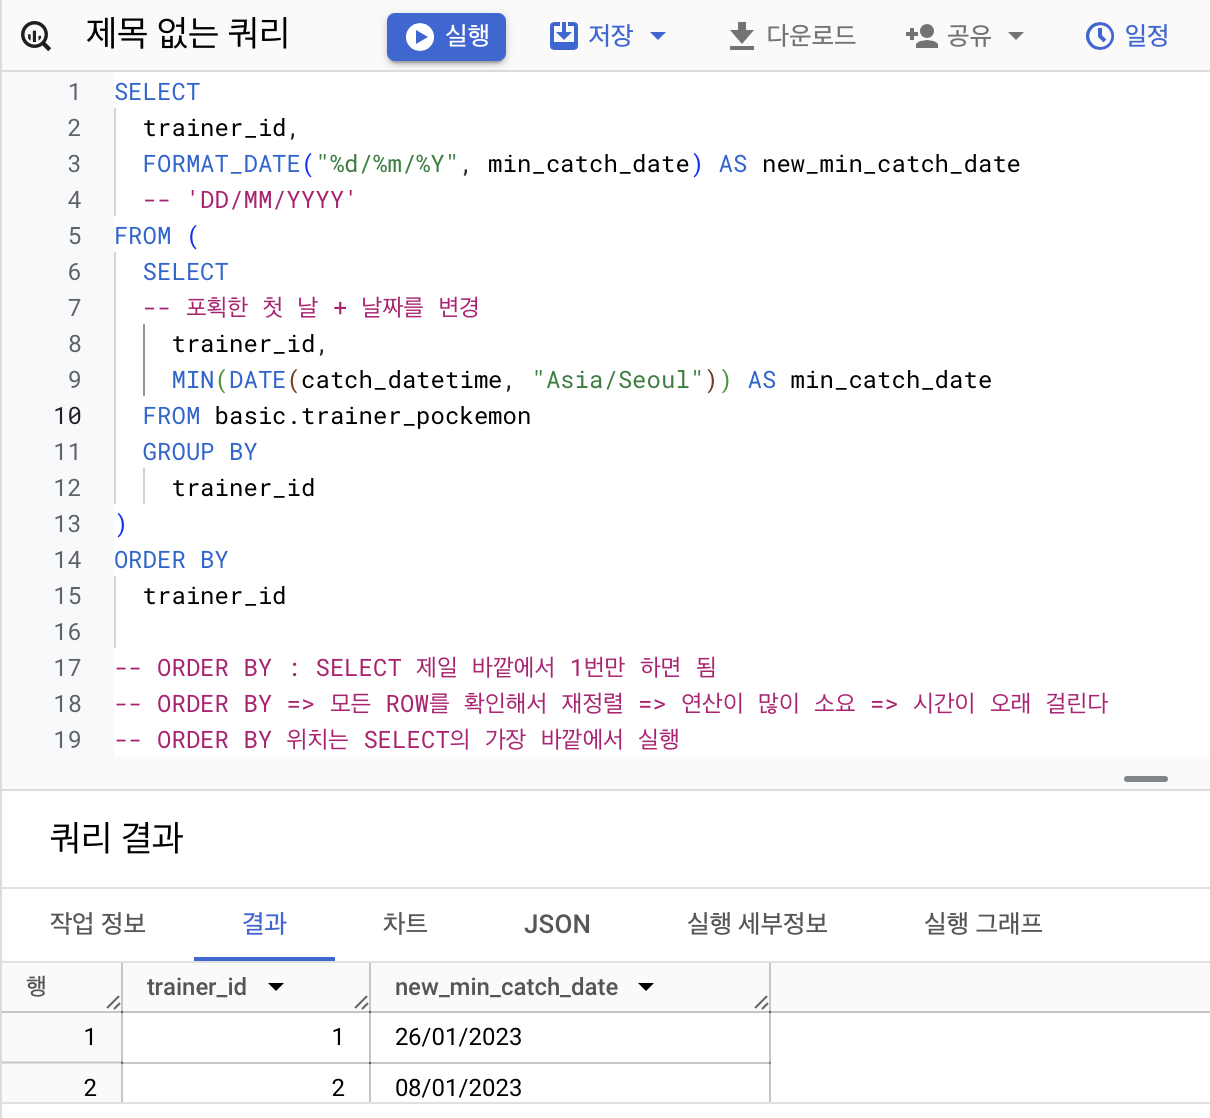 제목 없는 쿼리 실행 저장 다운로드 공유 일정
1 SELECT
2 trainer_id,
3 FORMAT_DATE("%d/%m/%Y", min_catch_date) AS new_min_catch_date
4 -- 'DD/MM/YYYY'
5 FROM (
6 SELECT
7 -- 포획한 첫 날 + 날짜를 변경
8 trainer_id,
9 MIN(DATE(catch_datetime, "Asia/Seoul")) AS min_catch_date
10 FROM basic.trainer_pockemon
11 GROUP BY
12 trainer_id
13 )
14 ORDER BY
15 trainer_id
16
17 -- ORDER BY : SELECT 제일 바깥에서 1번만 하면 됨
18 -- ORDER BY => 모든 ROW를 확인해서 재정렬 => 연산이 많이 소요 => 시간이 오래 걸린다
19 -- ORDER BY 위치는 SELECT의 가장 바깥에서 실행
쿼리 결과
작업 정보 결과 차트 JSON 실행 세부정보 실행 그래프
행 trainer_id new_min_catch_date
1 1 26/01/2023
2 2 08/01/2023